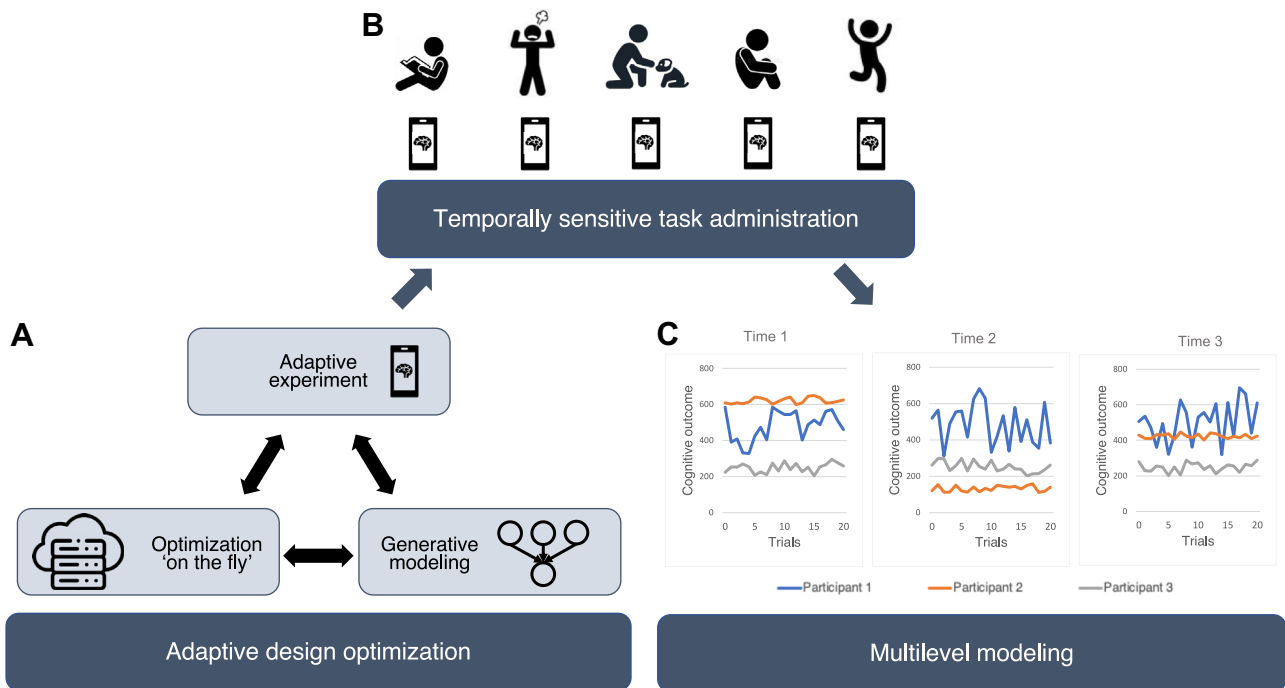 B
Temporally sensitive task administration
A
Adaptive
experiment
Optimization
‘on the fly’
Generative
modeling
Adaptive design optimization
C
Time 1
Time 2
Time 3
Cognitive outcome
800
600
400
200
0
0 5 10 15 20
Trials
Cognitive outcome
800
600
400
200
0
0 5 10 15 20
Trials
Cognitive outcome
800
600
400
200
0
0 5 10 15 20
Trials
Participant 1
Participant 2
Participant 3
Multilevel modeling